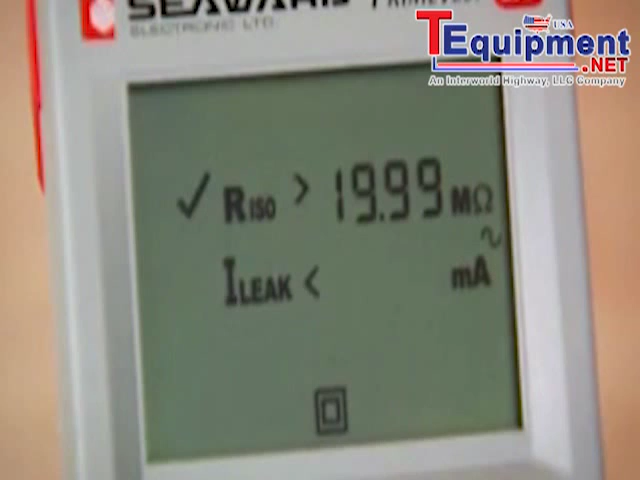 SEAWARD
ELECTRONIC LTD.
TEquipment
USA
.NET
An Interworld Highway, LLC Company
✓ RISO > 19.99 MΩ
~
ILEAK < mA